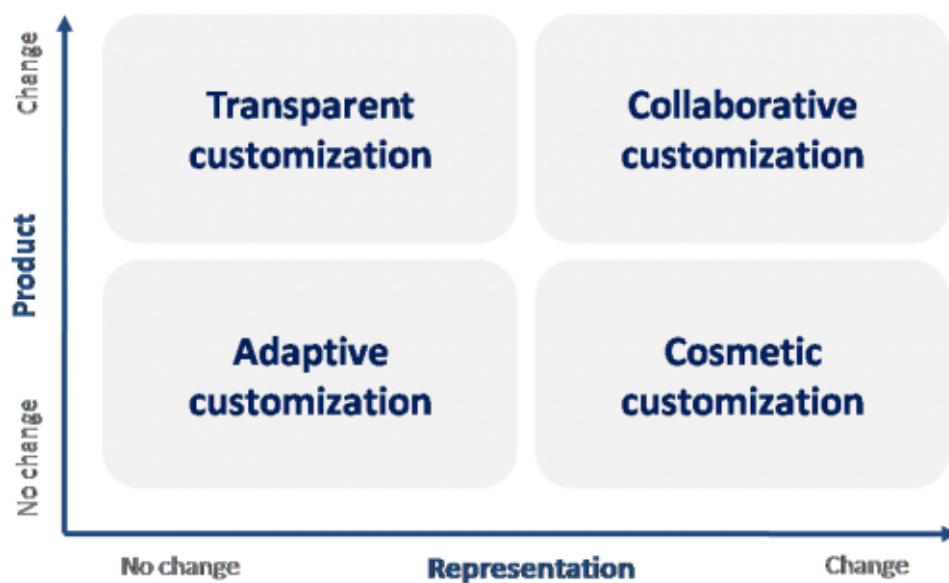 Change
Product
No change
Transparent
customization
Collaborative
customization
Adaptive
customization
Cosmetic
customization
No change
Representation
Change